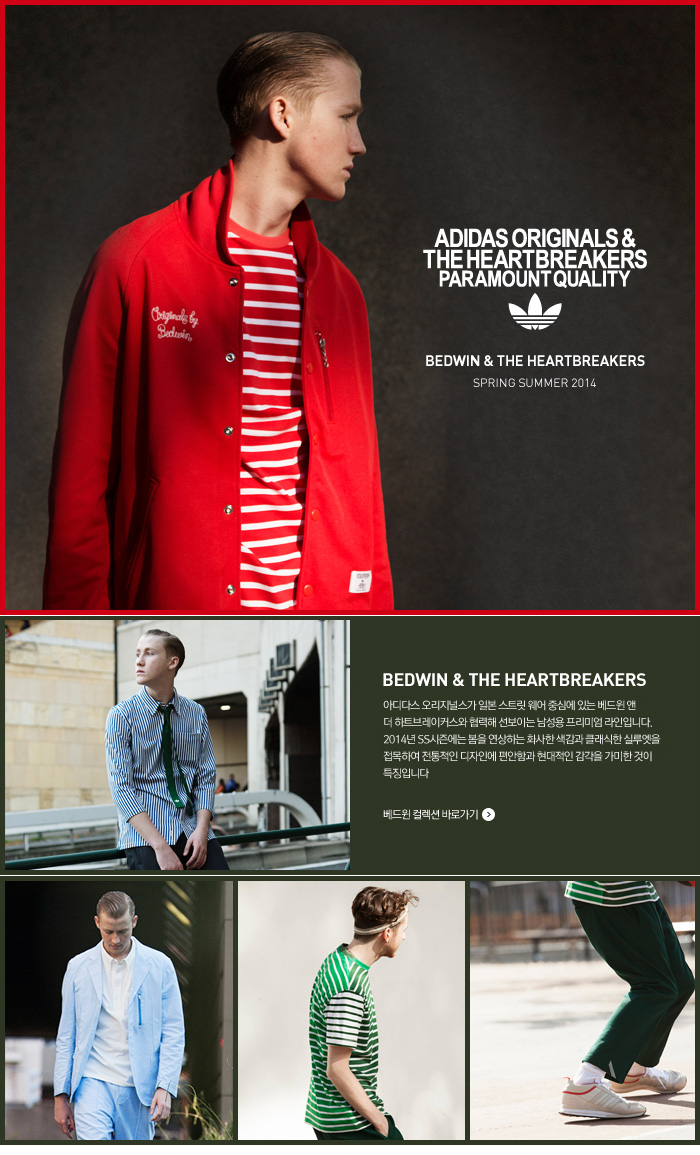 ADIDAS ORIGINALS &
THE HEARTBREAKERS
PARAMOUNT QUALITY
BEDWIN & THE HEARTBREAKERS
SPRING SUMMER 2014
Originals by
Bedwin
BEDWIN & THE HEARTBREAKERS
아디다스 오리지널스가 일본 스트릿 웨어 중심에 있는 베드윈 앤
더 하트브레이커스와 협력해 선보이는 남성용 프리미엄 라인입니다.
2014년 SS시즌에는 봄을 연상하는 화사한 색감과 클래식한 실루엣을
접목하여 전통적인 디자인에 편안함과 현대적인 감각을 가미한 것이
특징입니다
베드윈 컬렉션 바로가기